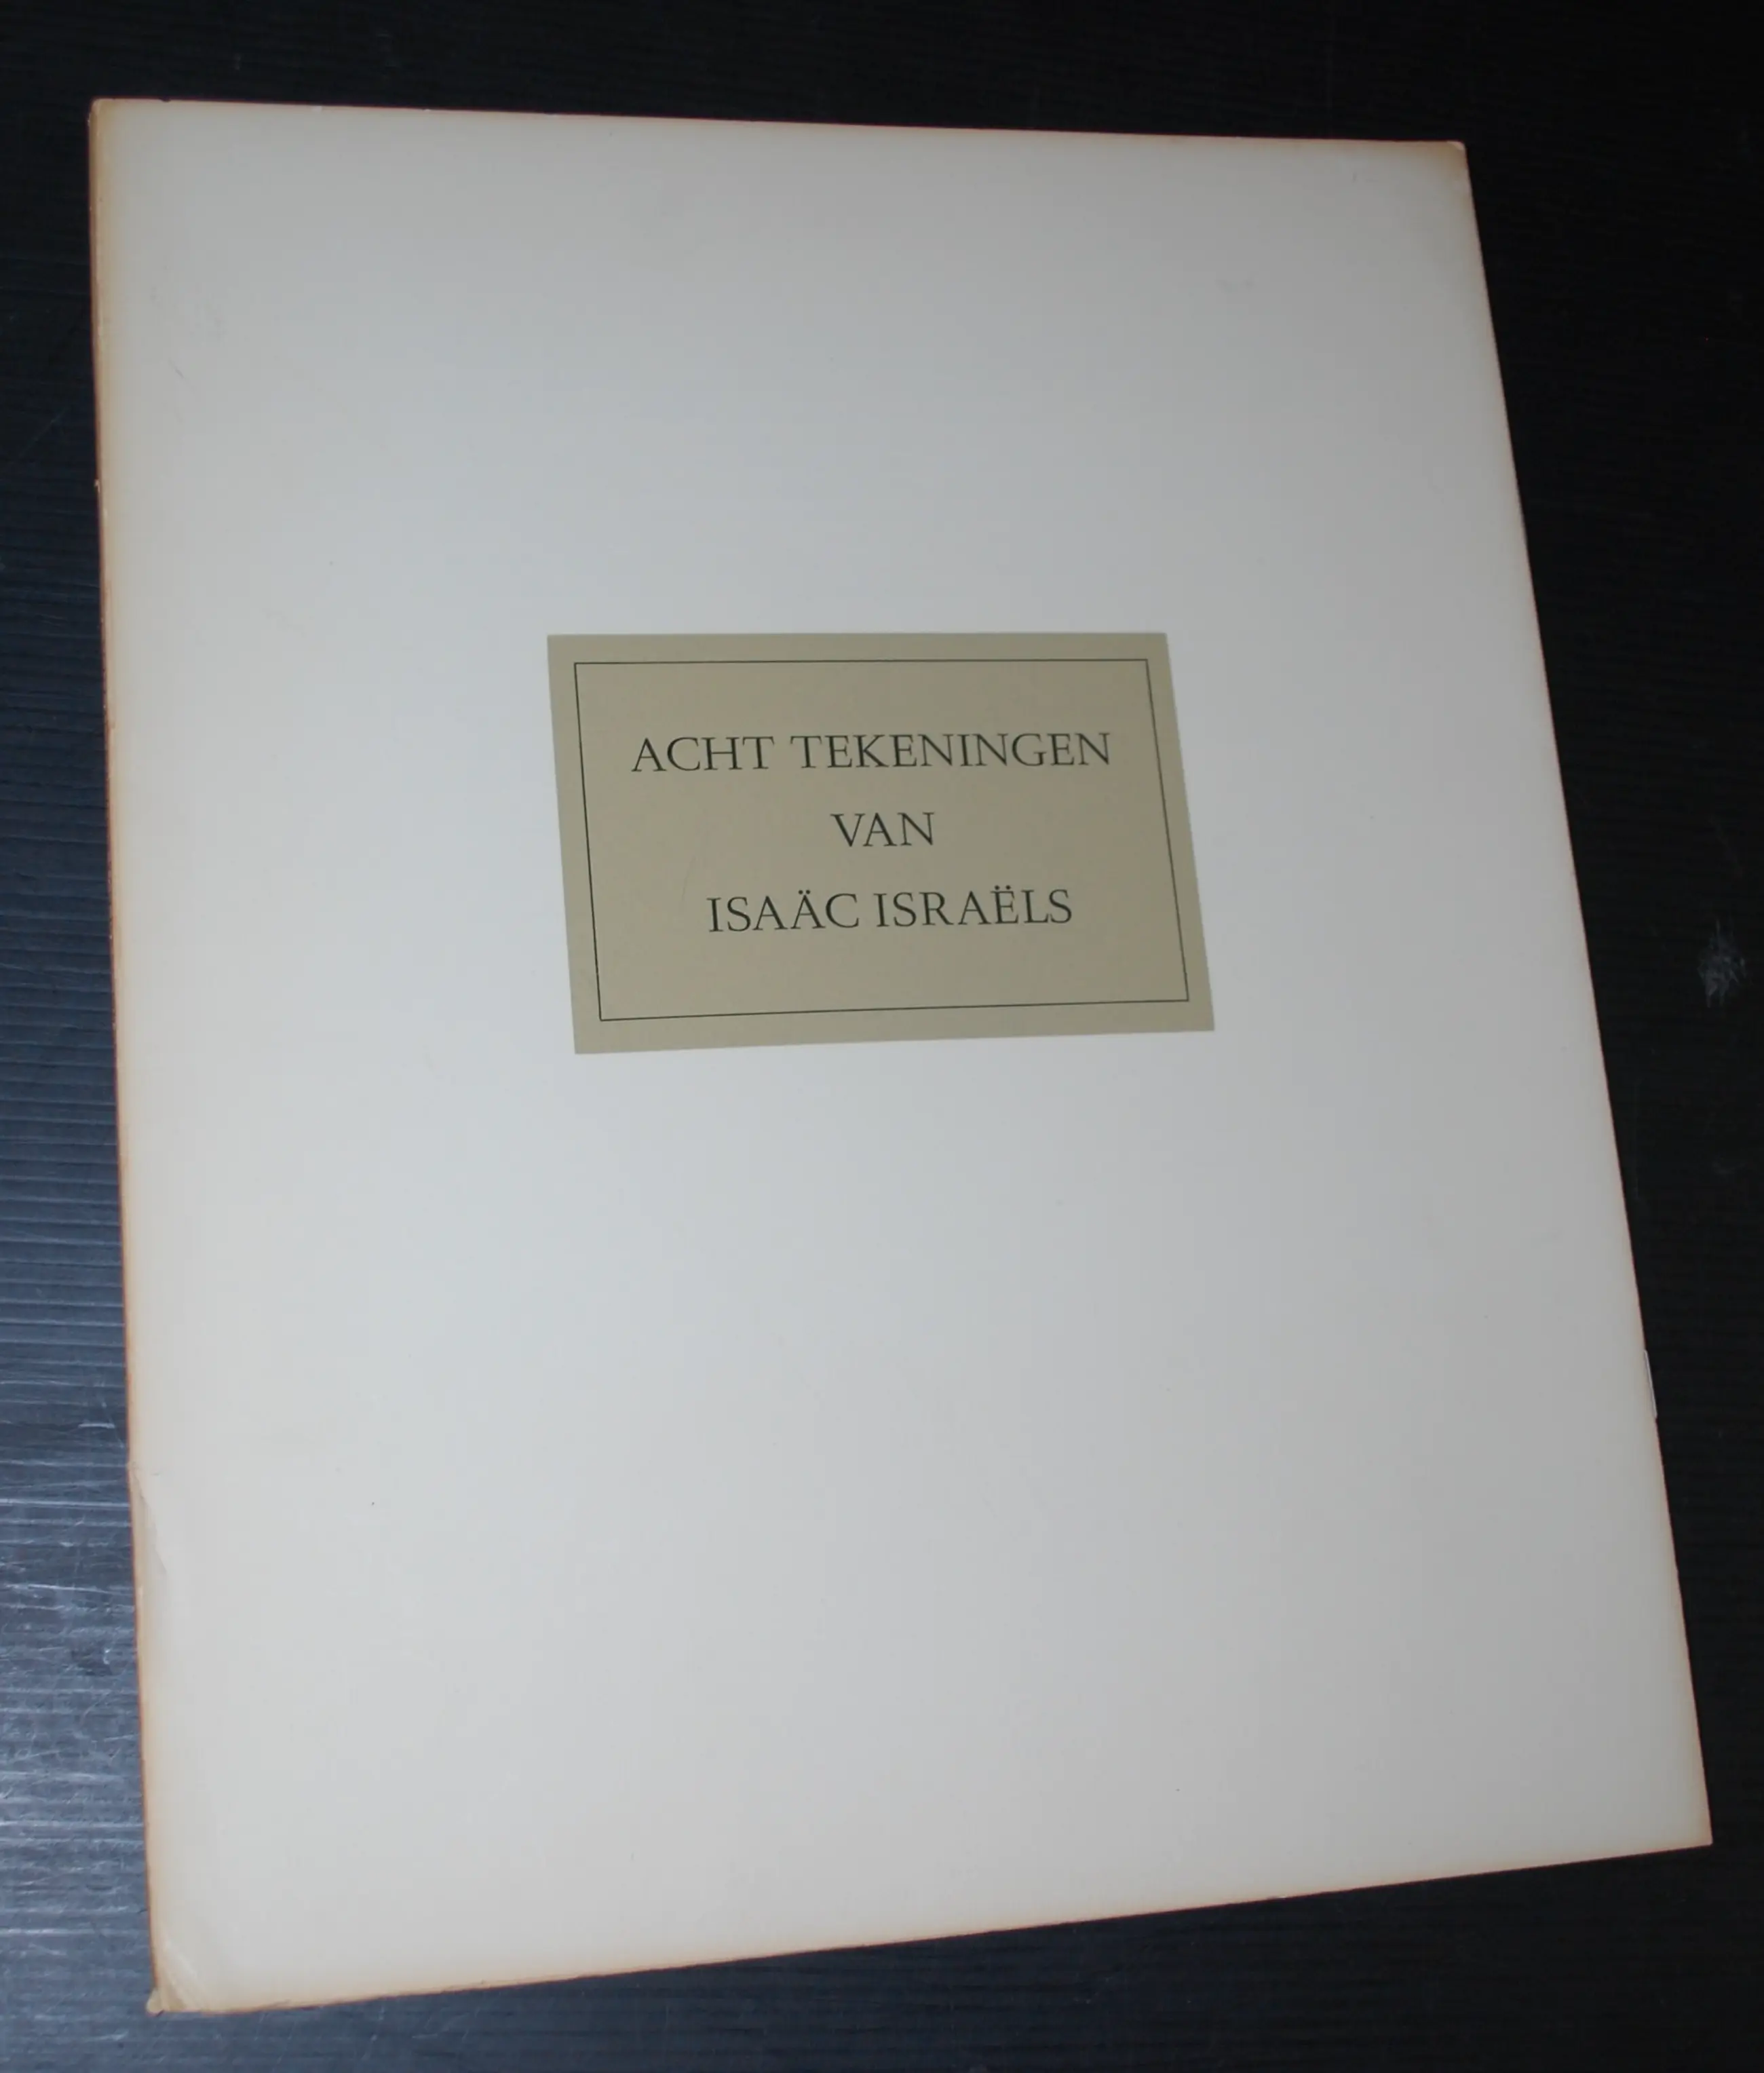 ACHT TEKENINGEN
VAN
ISAÄC ISRAËLS